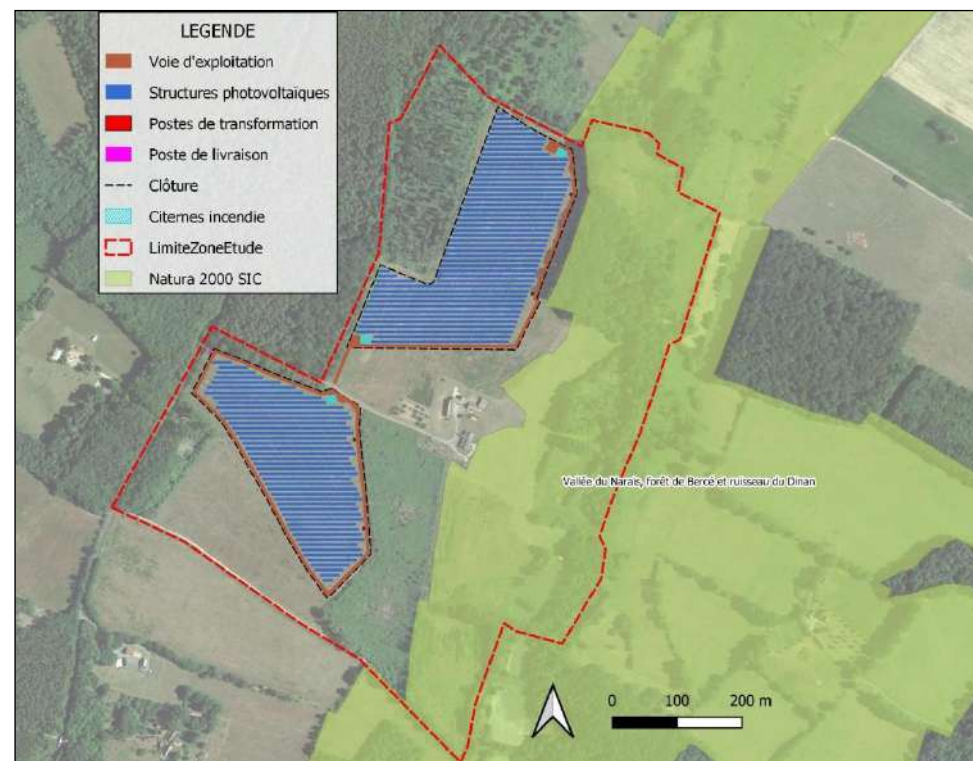 LEGENDE
Voie d'exploitation
Structures photovoltaïques
Postes de transformation
Poste de livraison
Clôture
Citernes incendie
LimiteZoneEtude
Natura 2000 SIC
Vallée du Narais, forêt de Bercé et ruisseau du Dinan
0 100 200 m